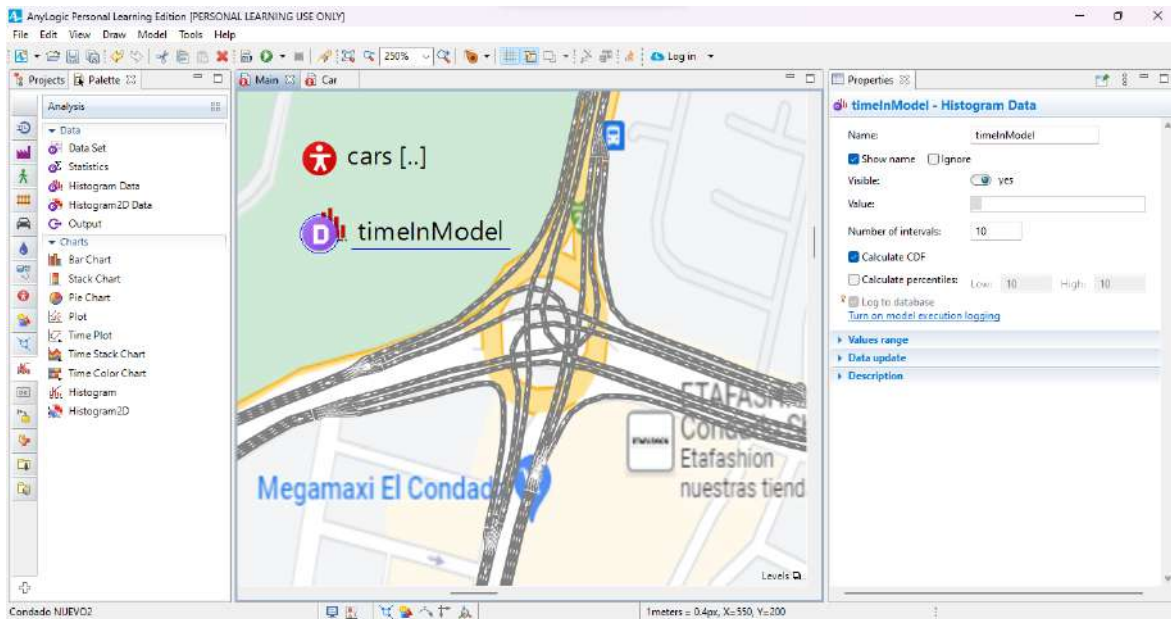 AnyLogic Personal Learning Edition [PERSONAL LEARNING USE ONLY]
File Edit View Draw Model Tools Help
250%
Log in
Projects Palette
Main Car
Properties
Analysis
Data
Data Set
Statistics
Histogram Data
Histogram2D Data
Output
Charts
Bar Chart
Stack Chart
Pie Chart
Plot
Time Plot
Time Stack Chart
Time Color Chart
Histogram
Histogram2D
cars [..]
D timeInModel
ETAFASH
Condado Sh
Etafashion
nuestras tiend
Megamaxi El Condad
Levels
timeInModel - Histogram Data
Name: timeInModel
Show name Ignore
Visible: yes
Value:
Number of intervals: 10
Calculate CDF
Calculate percentiles: Low: 10 High: 10
Log to database
Turn on model execution logging
Values range
Data update
Description
Condado NUEVO2
1meters = 0.4px, X=550, Y=200